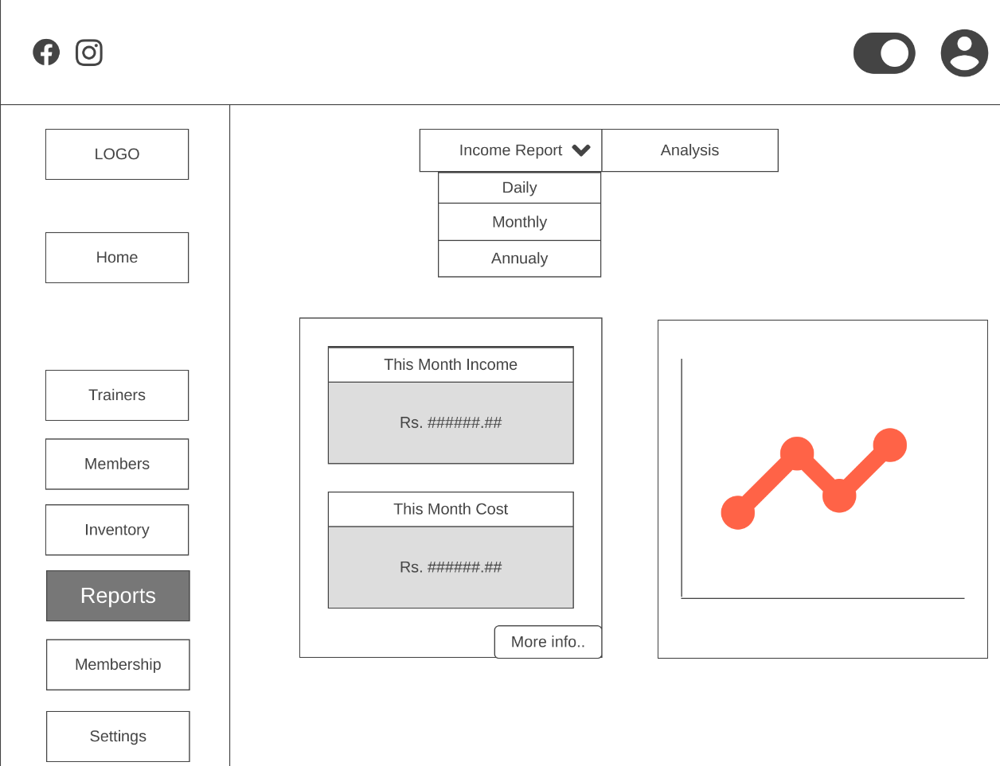 LOGO
Home
Trainers
Members
Inventory
Reports
Membership
Settings
Income Report
Analysis
Daily
Monthly
Annualy
This Month Income
Rs. ######.##
This Month Cost
Rs. ######.##
More info..